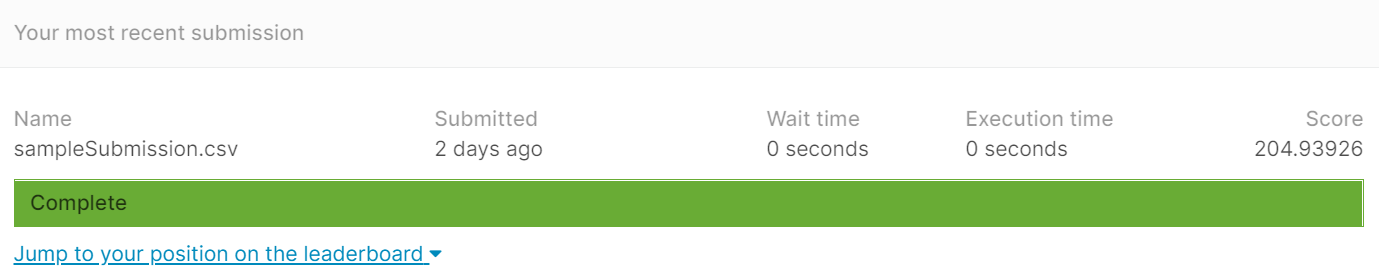 Your most recent submission
Name Submitted Wait time Execution time Score
sampleSubmission.csv 2 days ago 0 seconds 0 seconds 204.93926
Complete
Jump to your position on the leaderboard